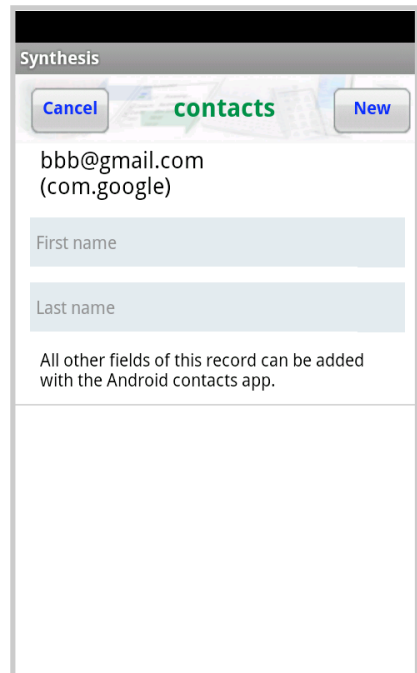 Synthesis
Cancel contacts New
bbb@gmail.com
(com.google)
First name
Last name
All other fields of this record can be added
with the Android contacts app.